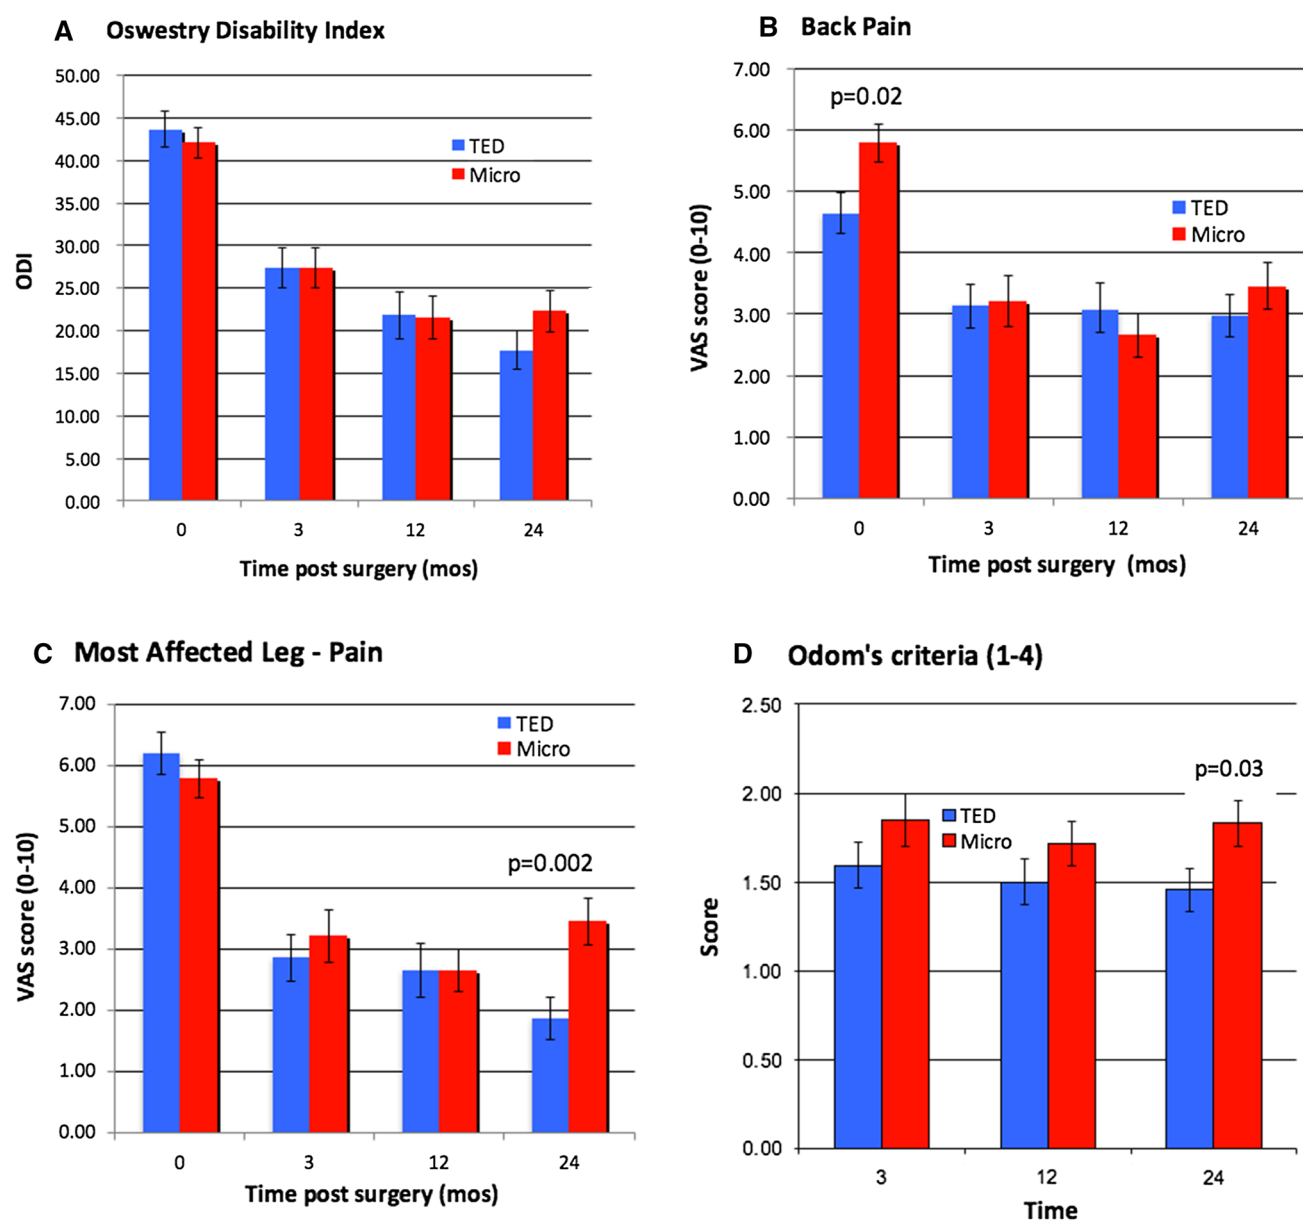 A Oswestry Disability Index
50.00
45.00
40.00
35.00
30.00
25.00
20.00
15.00
10.00
5.00
0.00
ODI
TED
Micro
0 3 12 24
Time post surgery (mos)
B Back Pain
7.00
6.00
5.00
4.00
3.00
2.00
1.00
0.00
VAS score (0-10)
p=0.02
TED
Micro
0 3 12 24
Time post surgery (mos)
C Most Affected Leg - Pain
7.00
6.00
5.00
4.00
3.00
2.00
1.00
0.00
VAS score (0-10)
TED
Micro
p=0.002
0 3 12 24
Time post surgery (mos)
D Odom's criteria (1-4)
2.50
2.00
1.50
1.00
0.50
0.00
Score
p=0.03
TED
Micro
3 12 24
Time